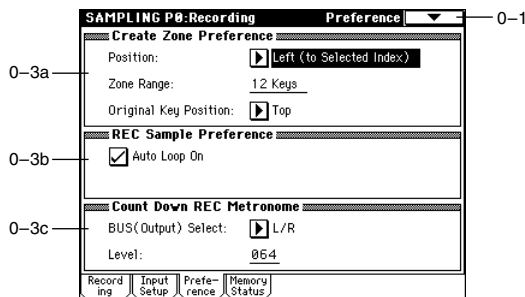 SAMPLING P0:Recording Preference 0–1
Create Zone Preference
0–3a
Position: Left (to Selected Index)
Zone Range: 12 Keys
Original Key Position: Top
REC Sample Preference
0–3b
Auto Loop On
Count Down REC Metronome
0–3c
BUS(Output) Select: L/R
Level: 064
Record Input Prefe- Memory
ing Setup rence Status